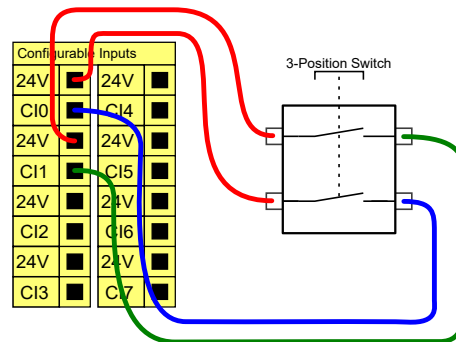 Configurable Inputs
3-Position Switch
24V 24V
CI0 CI4
24V 24V
CI1 CI5
24V 24V
CI2 CI6
24V 24V
CI3 CI7